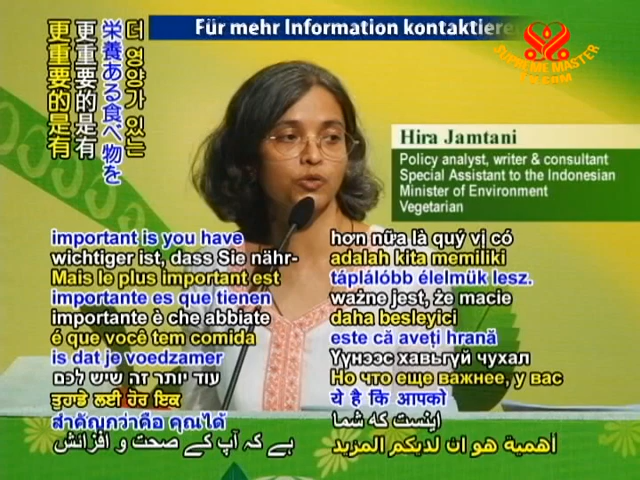 Für mehr Information kontaktieren
SUPREME MASTER
TV.COM
더 영양가 있는
栄養ある食べ物を
更重要的是有
更重要的是有
Hira Jamtani
Policy analyst, writer & consultant
Special Assistant to the Indonesian
Minister of Environment
Vegetarian
important is you have
wichtiger ist, dass Sie nähr-
Mais le plus important est
importante es que tienen
importante è che abbiate
é que você tem comida
is dat je voedzamer
עוד יותר זה שיש לכם
ਤੁਹਾਡੇ ਲਈ ਹੋਰ ਇਕ
สำคัญกว่าคือ คุณได้
ہے کہ آپ کے صحت و افزائش
hơn nữa là quý vị có
adalah kita memiliki
táplálóbb élelmük lesz.
ważne jest, że macie
daha besleyici
este că aveți hrană
Үүнээс хавьгүй чухал
Но что еще важнее, у вас
ये है कि आपको
اینست که شما
أهمية هو ان لديكم المزيد